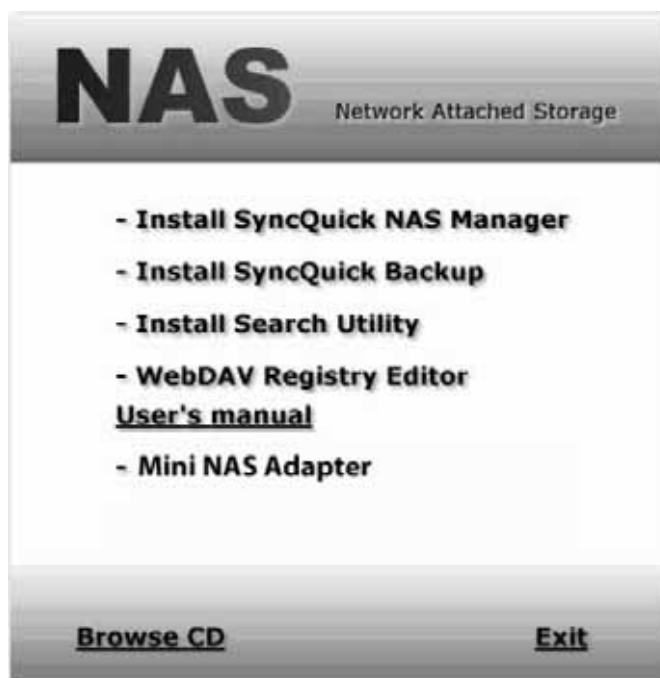 NAS
Network Attached Storage
- Install SyncQuick NAS Manager
- Install SyncQuick Backup
- Install Search Utility
- WebDAV Registry Editor
User's manual
- Mini NAS Adapter
Browse CD
Exit